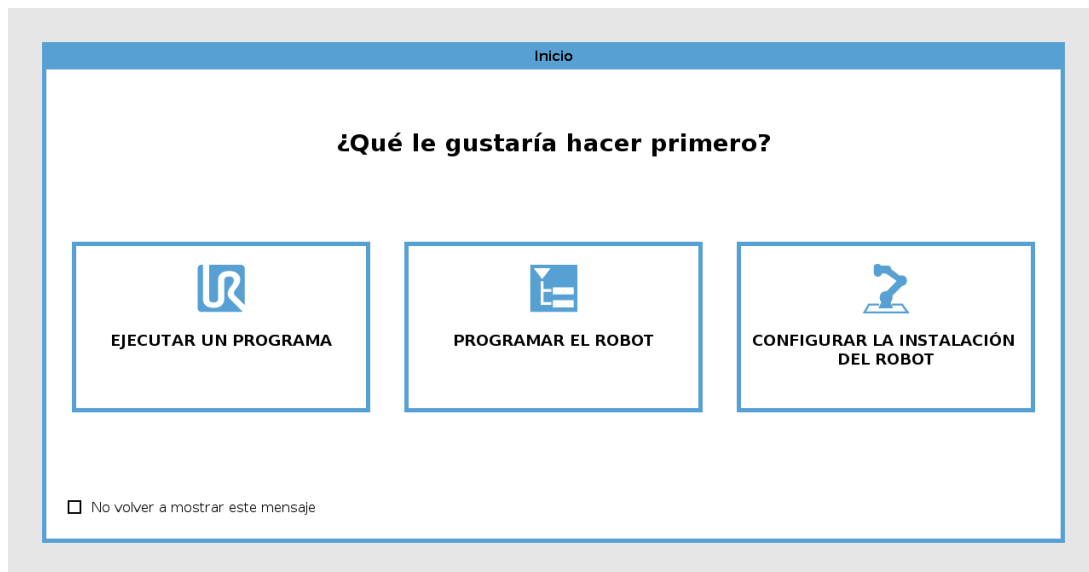 Inicio
¿Qué le gustaría hacer primero?
EJECUTAR UN PROGRAMA
PROGRAMAR EL ROBOT
CONFIGURAR LA INSTALACIÓN
DEL ROBOT
No volver a mostrar este mensaje